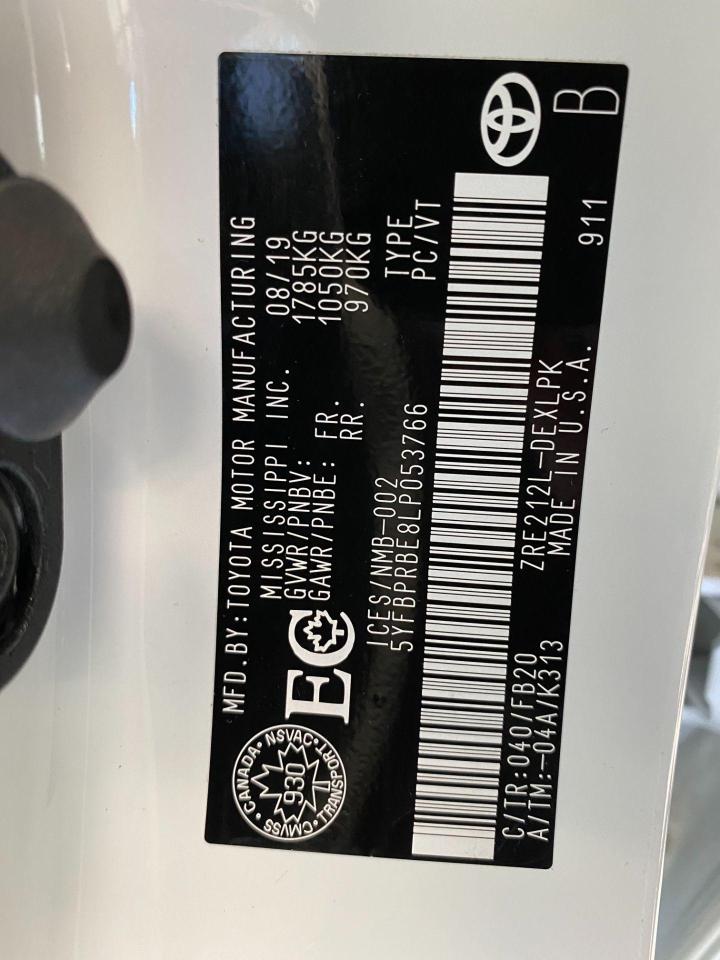 MFD.BY:TOYOTA MOTOR MANUFACTURING
MISSISSIPPI INC. 08/19
GVWR/PNBV: 1785KG
GAWR/PNBE: FR. 1050KG
RR. 970KG
CANADA • NSVAC • TRANSPORT • CMVSS •
930
EC
ICES/NMB-002 TYPE
5YFBPRBE8LP053766 PC/VT
C/TR:040/FB20 ZRE212L-DEXLPK 911
A/TM:-04A/K313 MADE IN U.S.A.
B